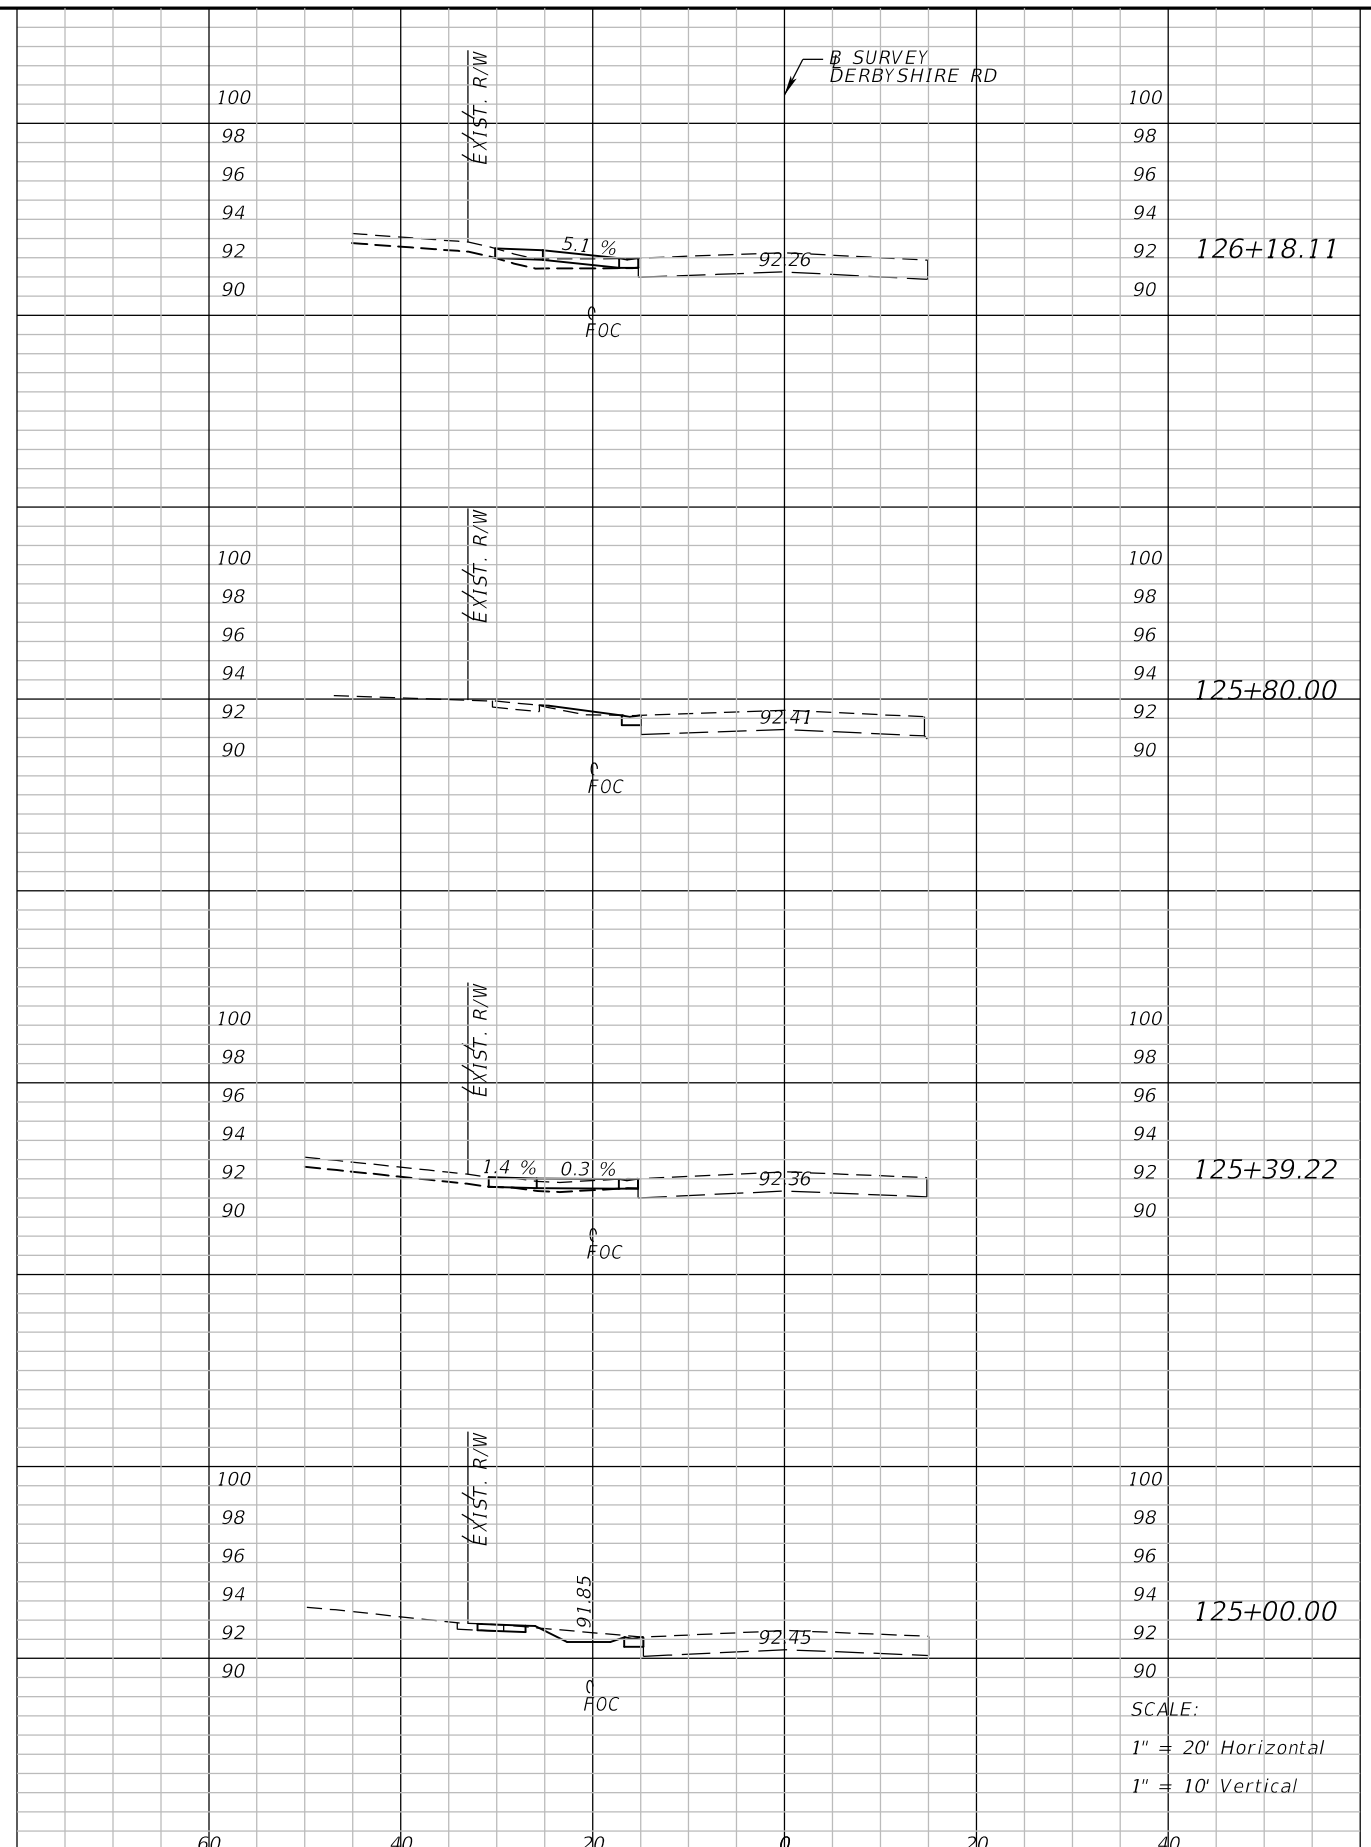 EXIST. R/W
B SURVEY
DERBYSHIRE RD
100 100
98 98
96 96
94 94
92 5.1 % 92.26 92 126+18.11
90 90
FOC
EXIST. R/W
100 100
98 98
96 96
94 94
125+80.00
92 92.41 92
90 90
FOC
EXIST. R/W
100 100
98 98
96 96
94 94
92 1.4 % 0.3 % 92.36 92 125+39.22
90 90
FOC
EXIST. R/W
100 100
98 98
96 96
94 91.85 94
125+00.00
92 92.45 92
90 90
FOC
SCALE:
1" = 20' Horizontal
1" = 10' Vertical
60 40 20 0 20 40